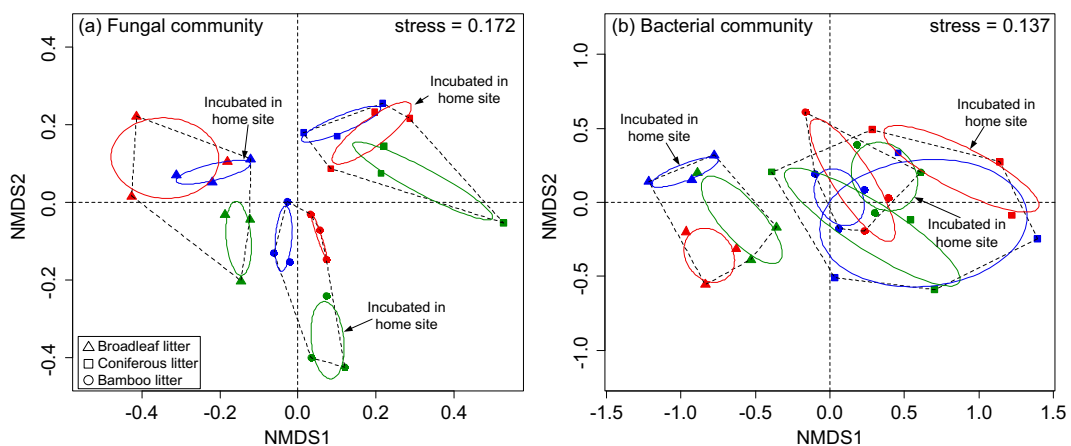 (a) Fungal community
stress = 0.172
Incubated in
home site
Incubated in
home site
Incubated in
home site
Broadleaf litter
Coniferous litter
Bamboo litter
0.4
0.2
0.0
-0.2
-0.4
NMDS2
-0.4
-0.2
0.0
0.2
0.4
NMDS1
(b) Bacterial community
stress = 0.137
Incubated in
home site
Incubated in
home site
Incubated in
home site
1.0
0.5
0.0
-0.5
-1.0
NMDS2
-1.5
-1.0
-0.5
0.0
0.5
1.0
1.5
NMDS1